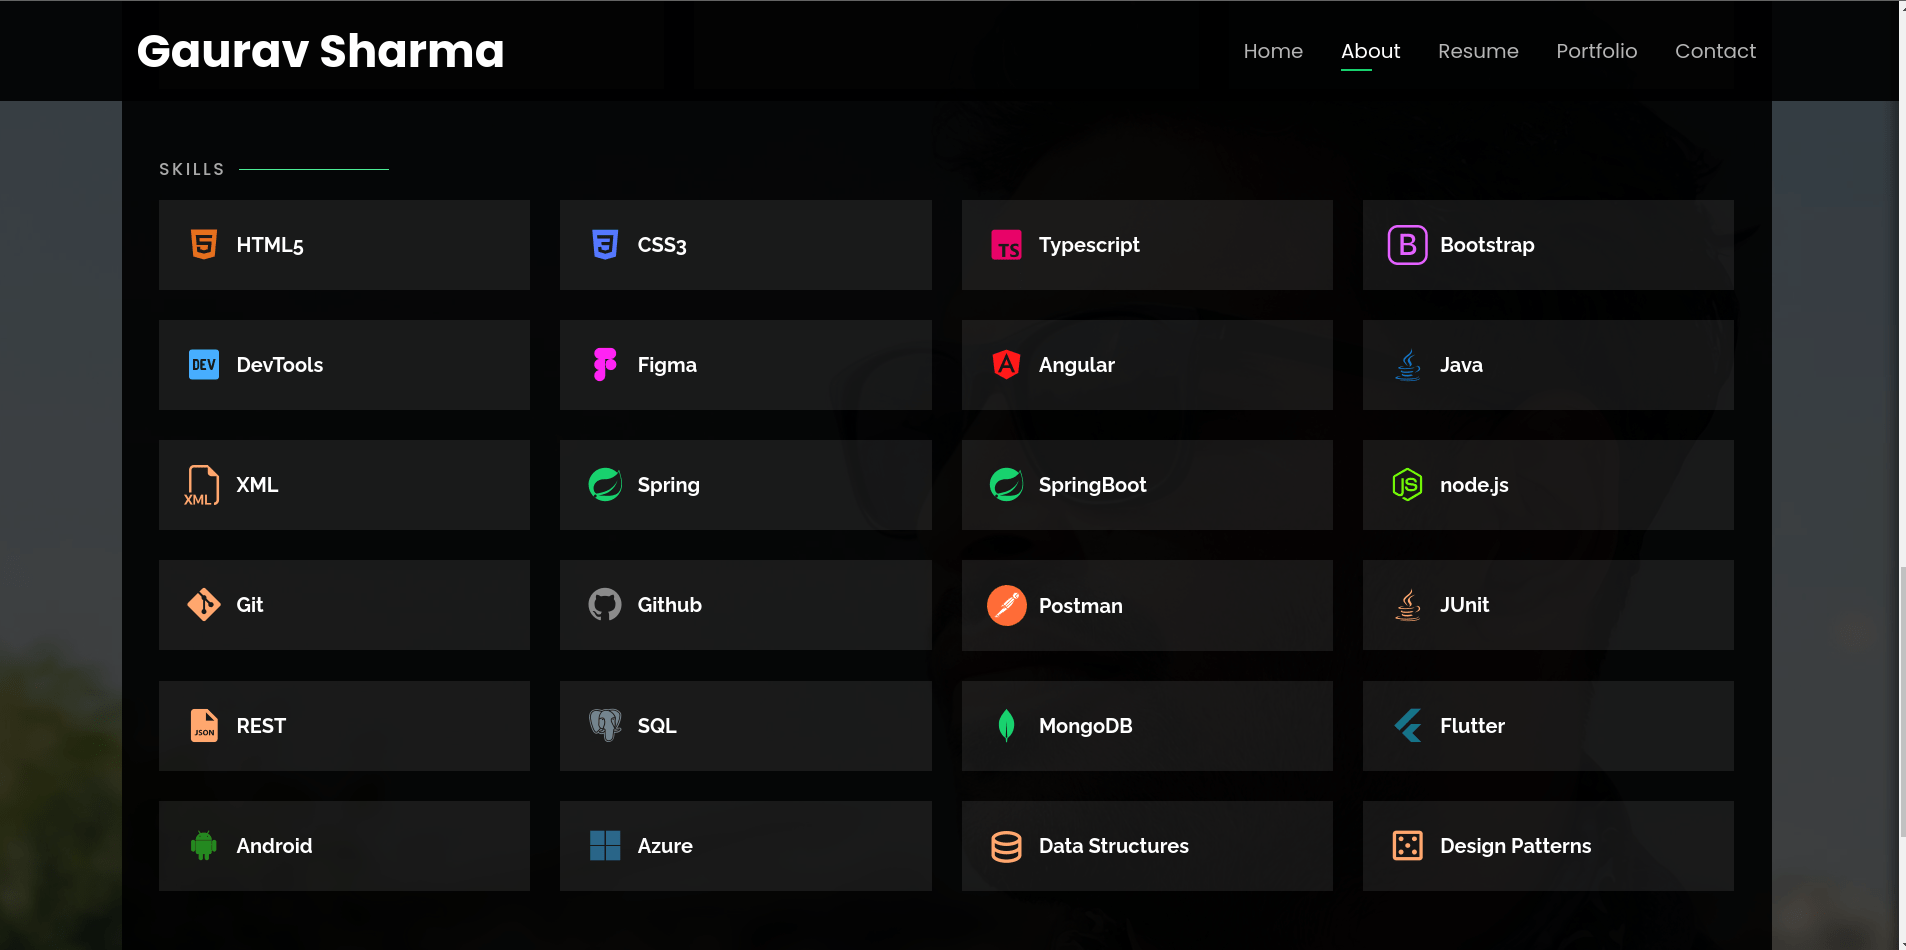 Gaurav Sharma
Home About Resume Portfolio Contact
SKILLS
HTML5
CSS3
TS Typescript
B Bootstrap
DEV DevTools
Figma
A Angular
Java
XML XML
Spring
SpringBoot
JS node.js
Git
Github
Postman
JUnit
JSON REST
SQL
MongoDB
Flutter
Android
Azure
Data Structures
Design Patterns